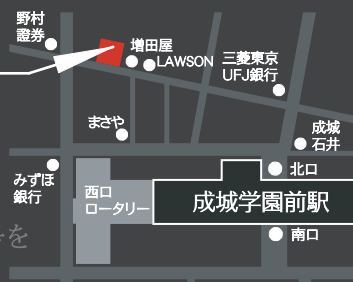 野村
證券
増田屋
LAWSON
三菱東京
UFJ銀行
まさや
成城
石井
みずほ
銀行
北口
西口
ロータリー
成城学園前駅
南口
を